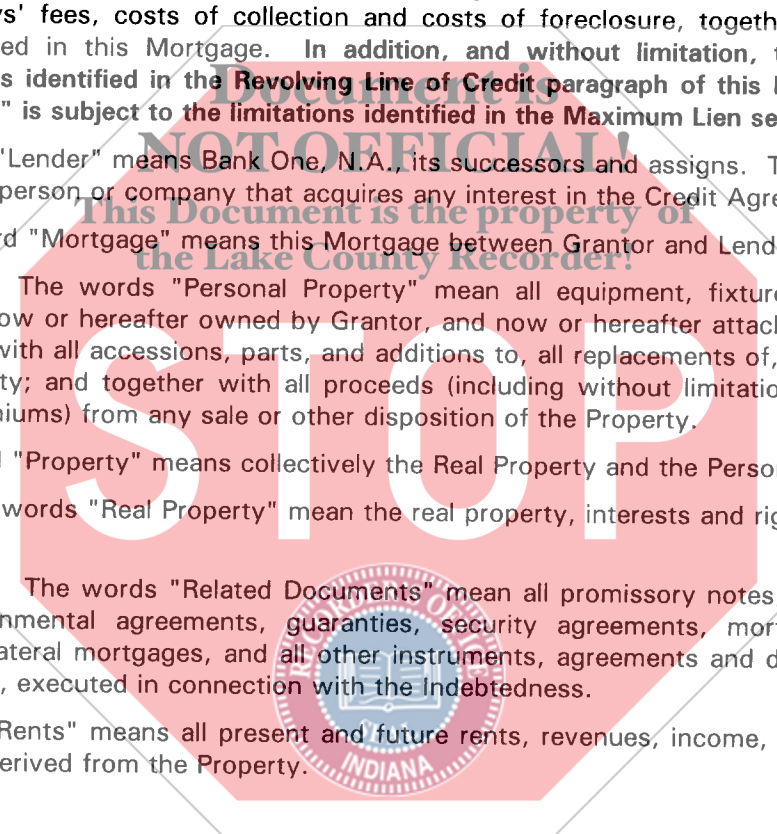 s' fees, costs of collection and costs of foreclosure, togeth
ed in this Mortgage. In addition, and without limitation, t
s identified in the Revolving Line of Credit paragraph of this
" is subject to the limitations identified in the Maximum Lien se
Document is
NOT OFFICIAL!
"Lender" means Bank One, N.A., its successors and assigns. T
person or company that acquires any interest in the Credit Agre
This Document is the property of
the Lake County Recorder!
d "Mortgage" means this Mortgage between Grantor and Lend
The words "Personal Property" mean all equipment, fixture
ow or hereafter owned by Grantor, and now or hereafter attac
with all accessions, parts, and additions to, all replacements of,
ty; and together with all proceeds (including without limitatio
niums) from any sale or other disposition of the Property.
STOP
"Property" means collectively the Real Property and the Perso
words "Real Property" mean the real property, interests and rig
The words "Related Documents" mean all promissory notes,
nmental agreements, guaranties, security agreements, mor
ateral mortgages, and all other instruments, agreements and d
, executed in connection with the Indebtedness.
Rents" means all present and future rents, revenues, income,
erived from the Property.
SEAL
INDIANA